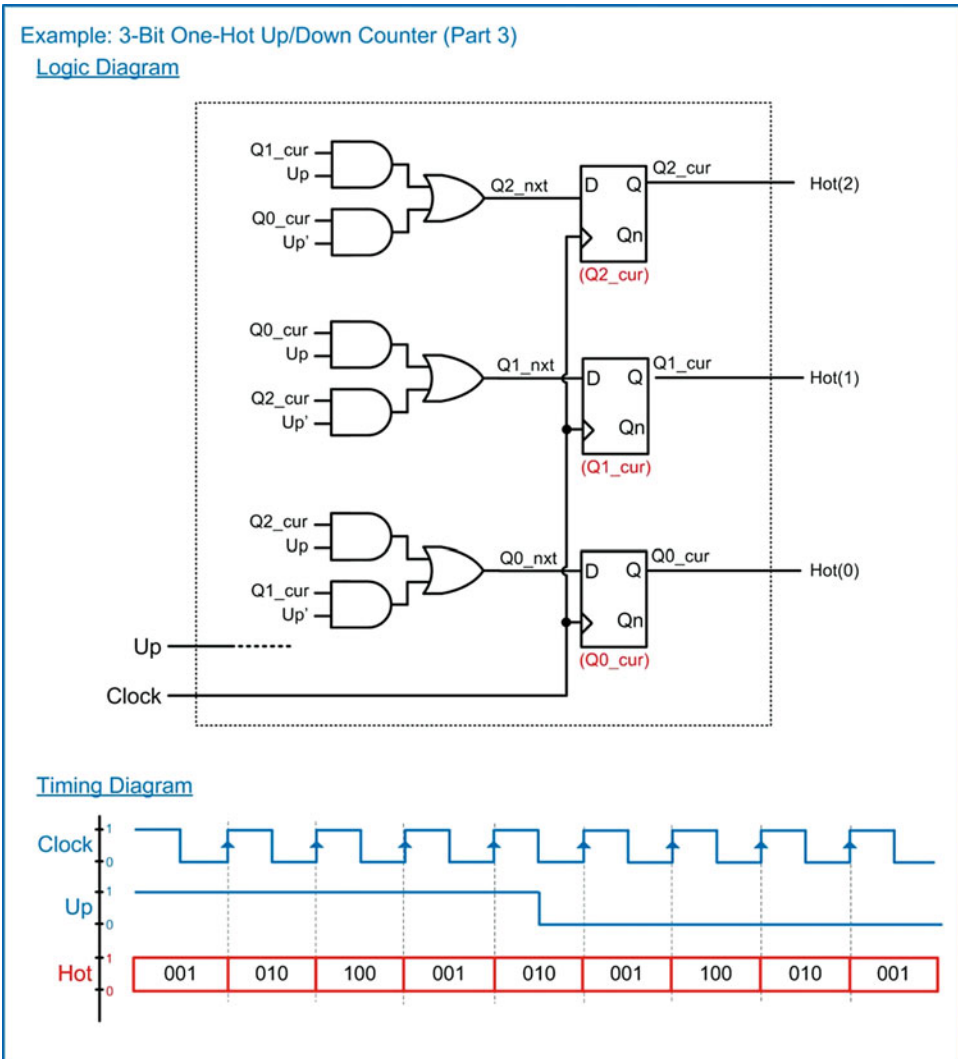 Example: 3-Bit One-Hot Up/Down Counter (Part 3)
Logic Diagram
Q1_cur
Up
Q0_cur
Up'
Q2_nxt
D Q
Qn
(Q2_cur)
Q2_cur
Hot(2)
Q0_cur
Up
Q2_cur
Up'
Q1_nxt
D Q
Qn
(Q1_cur)
Q1_cur
Hot(1)
Q2_cur
Up
Q1_cur
Up'
Q0_nxt
D Q
Qn
(Q0_cur)
Q0_cur
Hot(0)
Up
Clock
Timing Diagram
Clock
1
0
Up
1
0
Hot
1
0
001 010 100 001 010 001 100 010 001